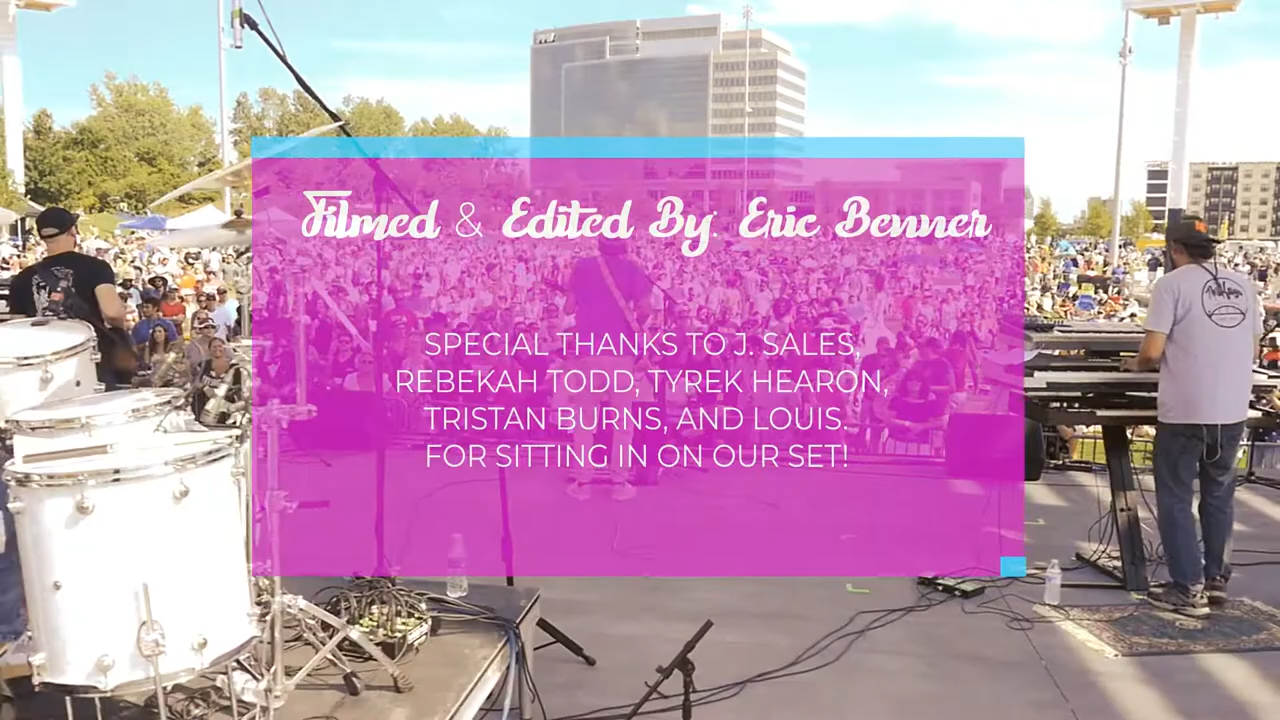 Filmed & Edited By: Eric Benner
SPECIAL THANKS TO J. SALES,
REBEKAH TODD, TYREK HEARON,
TRISTAN BURNS, AND LOUIS.
FOR SITTING IN ON OUR SET!